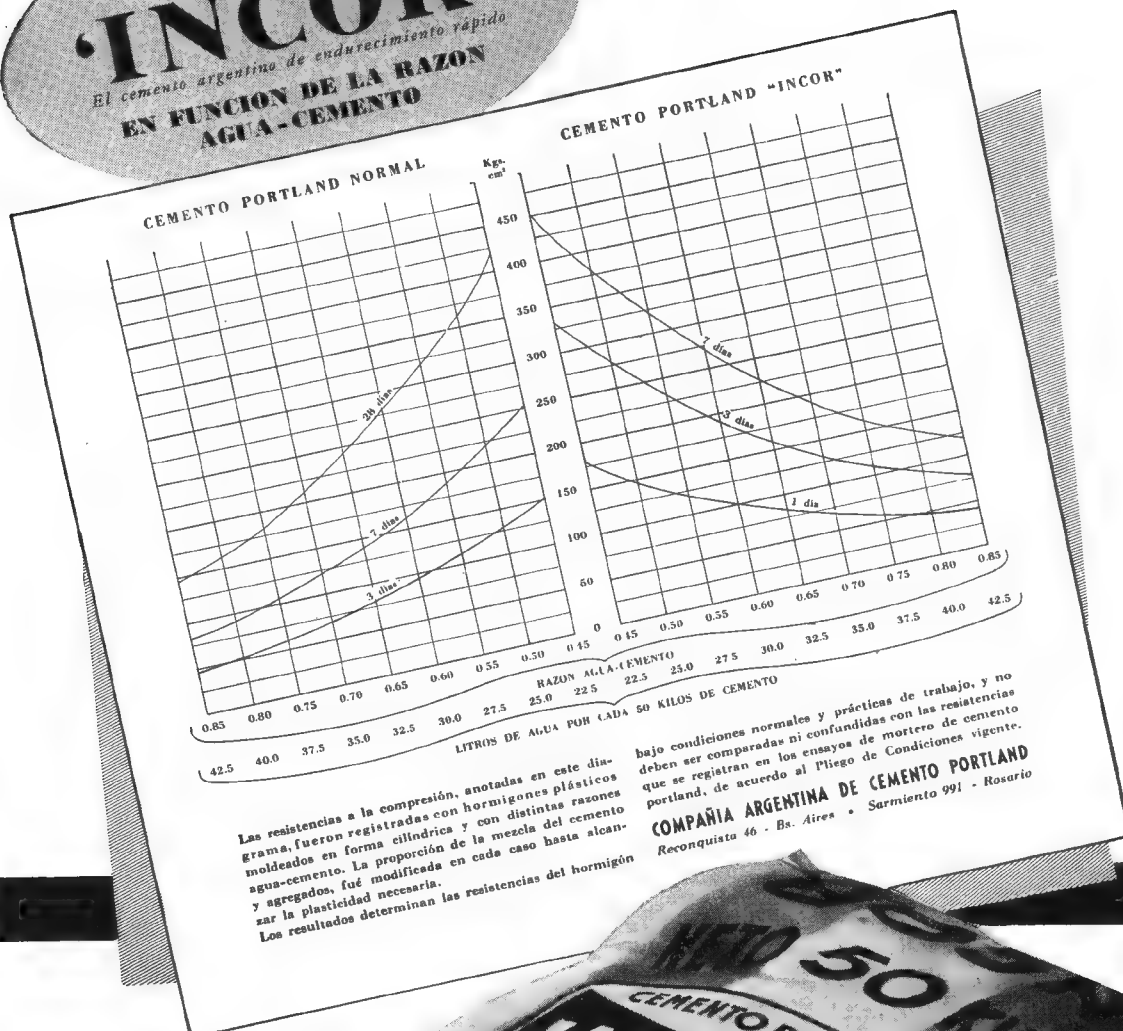 'INCOR
El cemento argentino de endurecimiento rápido
EN FUNCION DE LA RAZON
AGUA-CEMENTO
CEMENTO PORTLAND NORMAL
Kgs.
cm²
CEMENTO PORTLAND "INCOR"
450
400
350
300
250
200
150
100
50
0
28 días
7 días
3 días
7 días
3 días
1 día
0.85 0.80 0.75 0.70 0.65 0.60 0.55 0.50 0.45
0.45 0.50 0.55 0.60 0.65 0.70 0.75 0.80 0.85
RAZON AGUA-CEMENTO
42.5 40.0 37.5 35.0 32.5 30.0 27.5 25.0 22.5
22.5 25.0 27.5 30.0 32.5 35.0 37.5 40.0 42.5
LITROS DE AGUA POR CADA 50 KILOS DE CEMENTO
Las resistencias a la compresión, anotadas en este dia-
grama, fueron registradas con hormigones plásticos
moldeados en forma cilíndrica y con distintas razones
agua-cemento. La proporción de la mezcla del cemento
y agregados, fué modificada en cada caso hasta alcan-
zar la plasticidad necesaria.
Los resultados determinan las resistencias del hormigón
bajo condiciones normales y prácticas de trabajo, y no
deben ser comparadas ni confundidas con las resistencias
que se registran en los ensayos de mortero de cemento
portland, de acuerdo al Pliego de Condiciones vigente.
COMPAÑIA ARGENTINA DE CEMENTO PORTLAND
Reconquista 46 - Bs. Aires • Sarmiento 991 - Rosario
NETO 50
CEMENTO